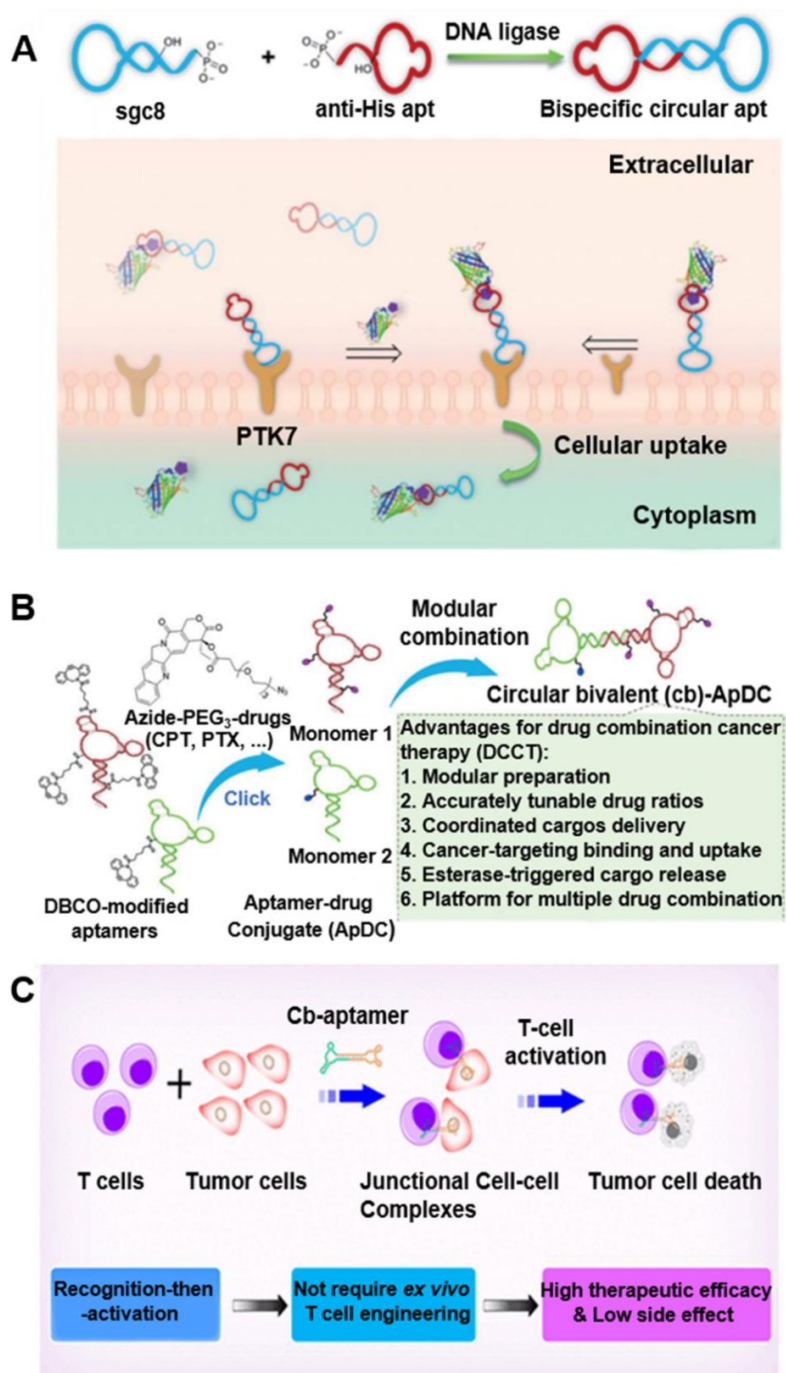 A
OH
O⁻
⁻O-P=O
O
sgc8
+
O
⁻O-P
O⁻
HO
anti-His apt
DNA ligase
Bispecific circular apt
Extracellular
PTK7
Cellular uptake
Cytoplasm
B
Azide-PEG₃-drugs
(CPT, PTX, ...)
Click
DBCO-modified
aptamers
Monomer 1
Monomer 2
Aptamer-drug
Conjugate (ApDC)
Modular
combination
Circular bivalent (cb)-ApDC
Advantages for drug combination cancer
therapy (DCCT):
1. Modular preparation
2. Accurately tunable drug ratios
3. Coordinated cargos delivery
4. Cancer-targeting binding and uptake
5. Esterase-triggered cargo release
6. Platform for multiple drug combination
C
T cells
+
Tumor cells
Cb-aptamer
Junctional Cell-cell
Complexes
T-cell
activation
Tumor cell death
Recognition-then
-activation
Not require ex vivo
T cell engineering
High therapeutic efficacy
& Low side effect